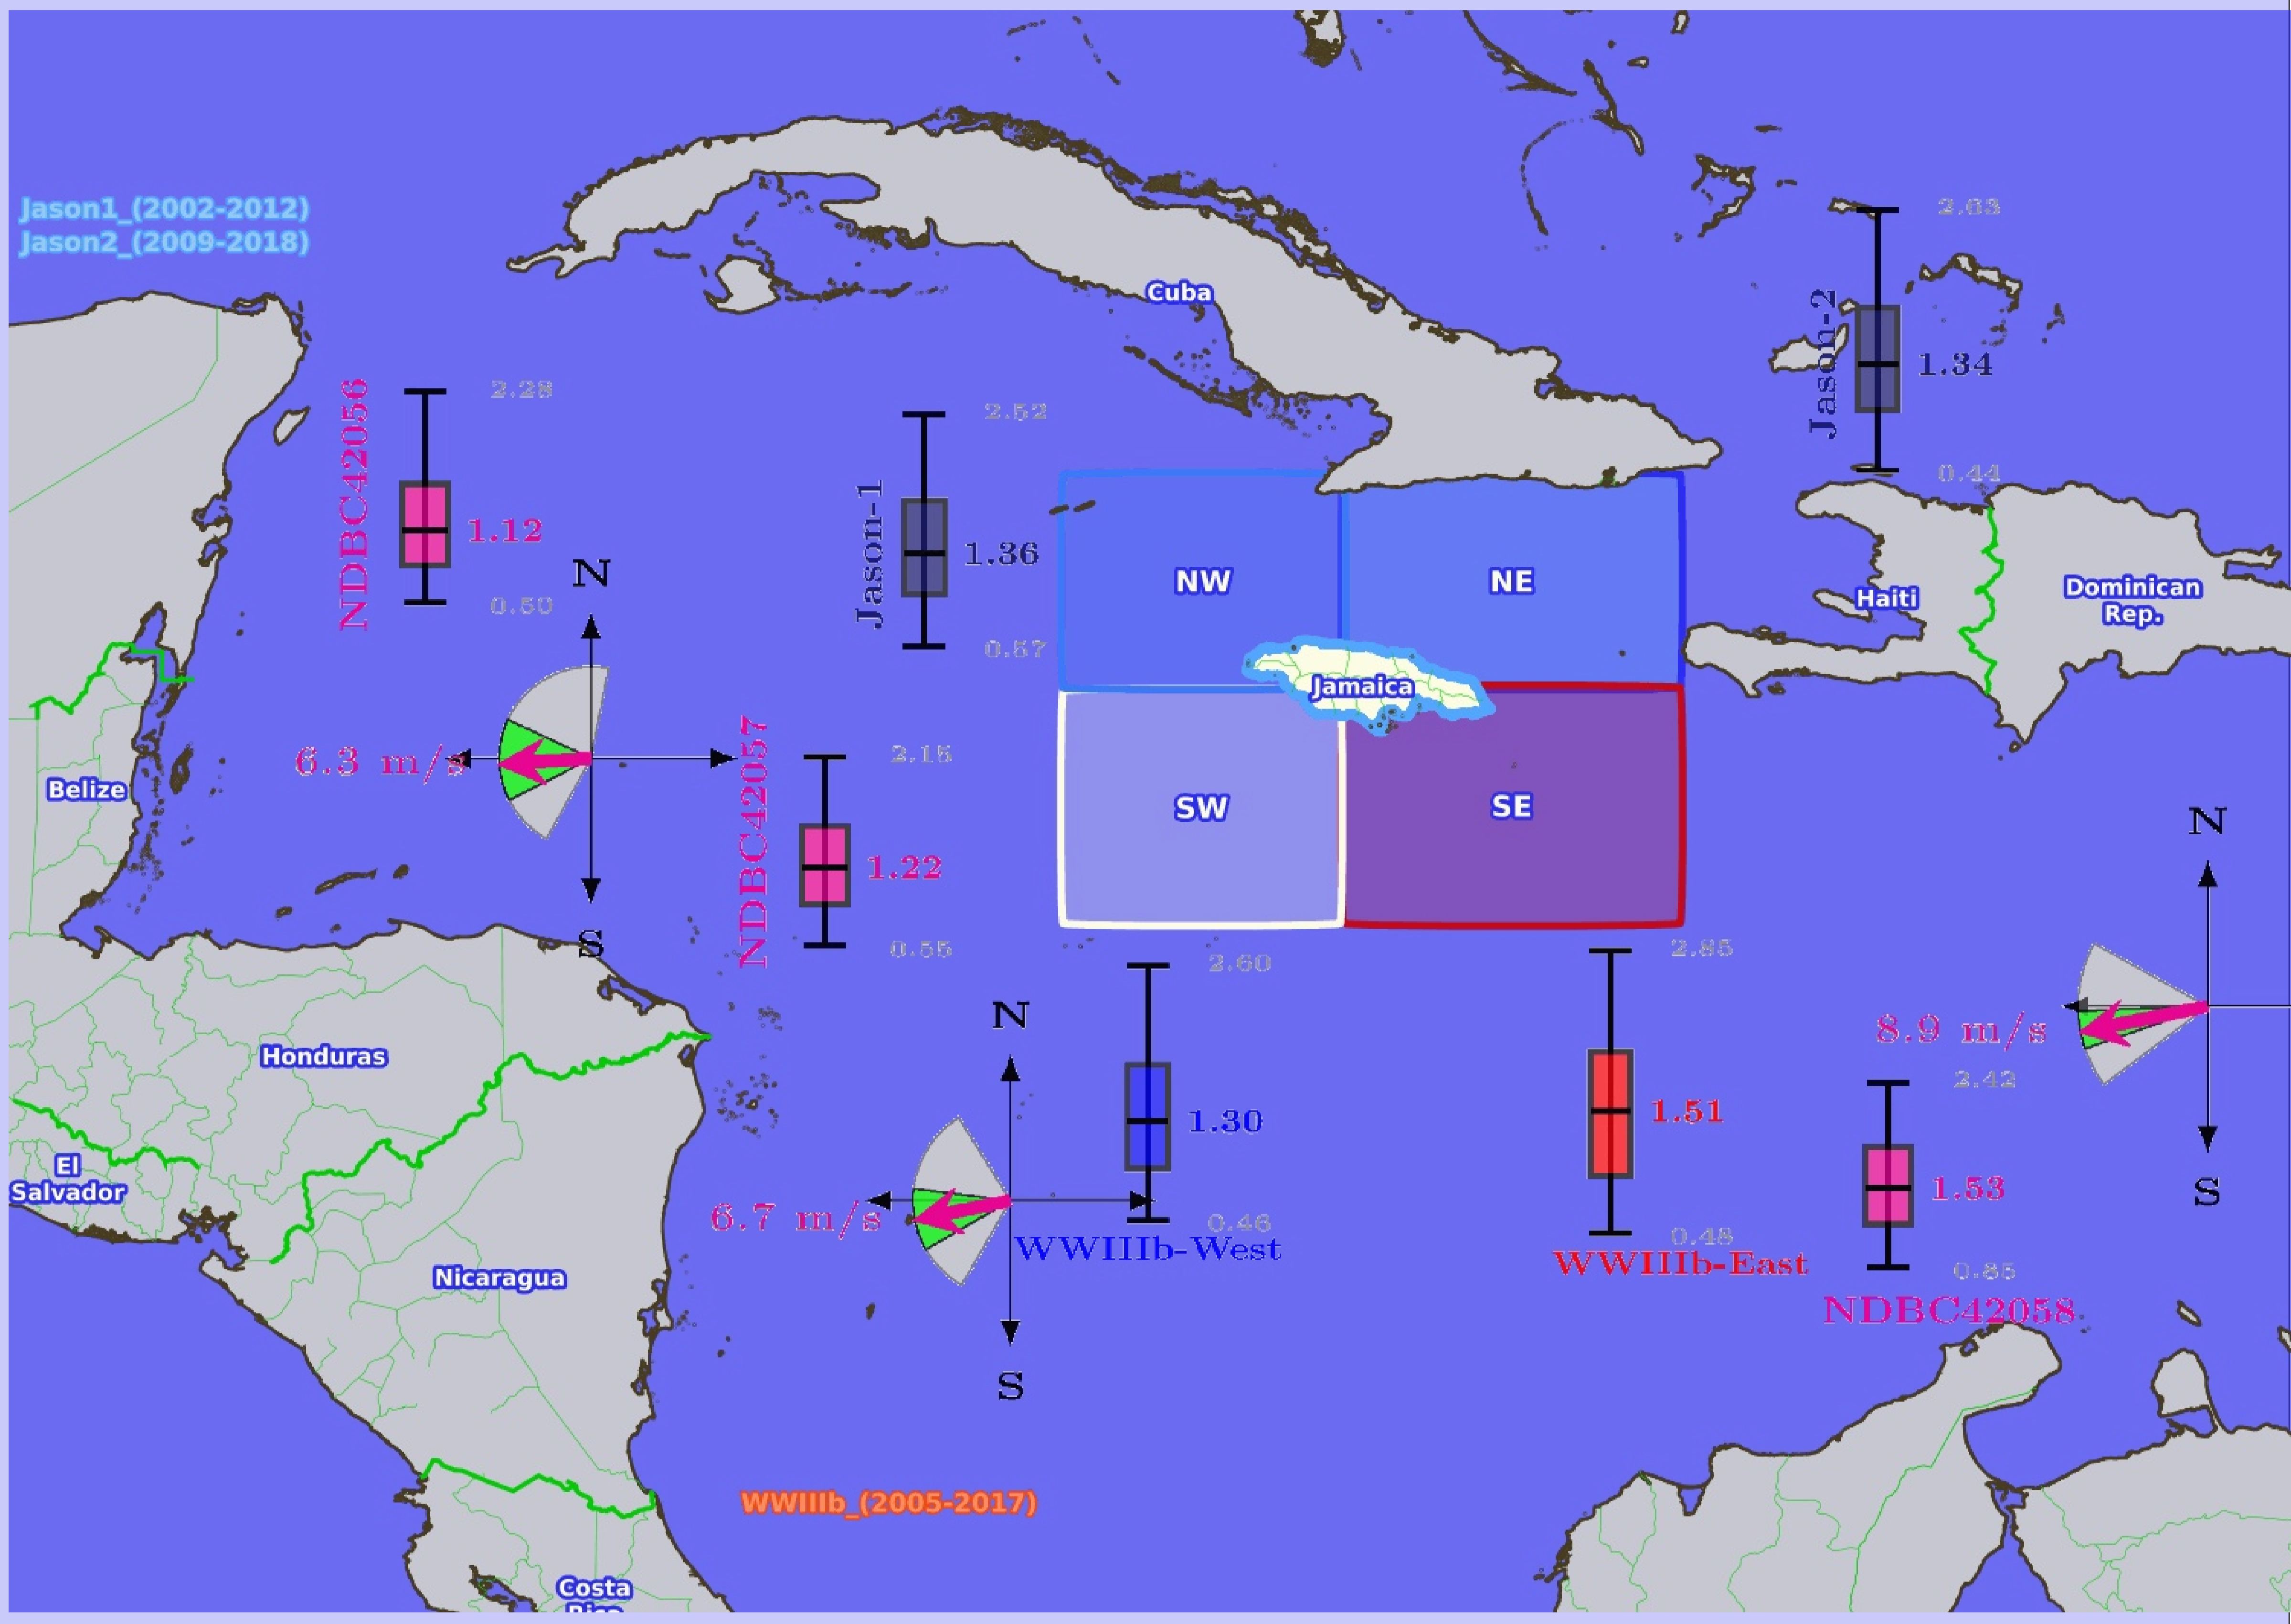 Jason1_(2002-2012)
Jason2_(2009-2018)
2.63
Jason-2
1.34
0.44
Cuba
NDBC42056
2.28
1.12
0.50
Jason-1
2.52
1.36
0.57
NW
NE
Haiti
Dominican
Rep.
Jamaica
N
6.3 m/s
S
Belize
NDBC42057
2.15
1.22
0.55
SW
SE
N
8.9 m/s
S
2.60
1.30
0.46
WWIIIb-West
2.85
1.51
0.48
WWIIIb-East
2.42
1.53
0.85
NDBC42058
N
6.7 m/s
S
Honduras
El
Salvador
Nicaragua
WWIIIb_(2005-2017)
Costa
Rica